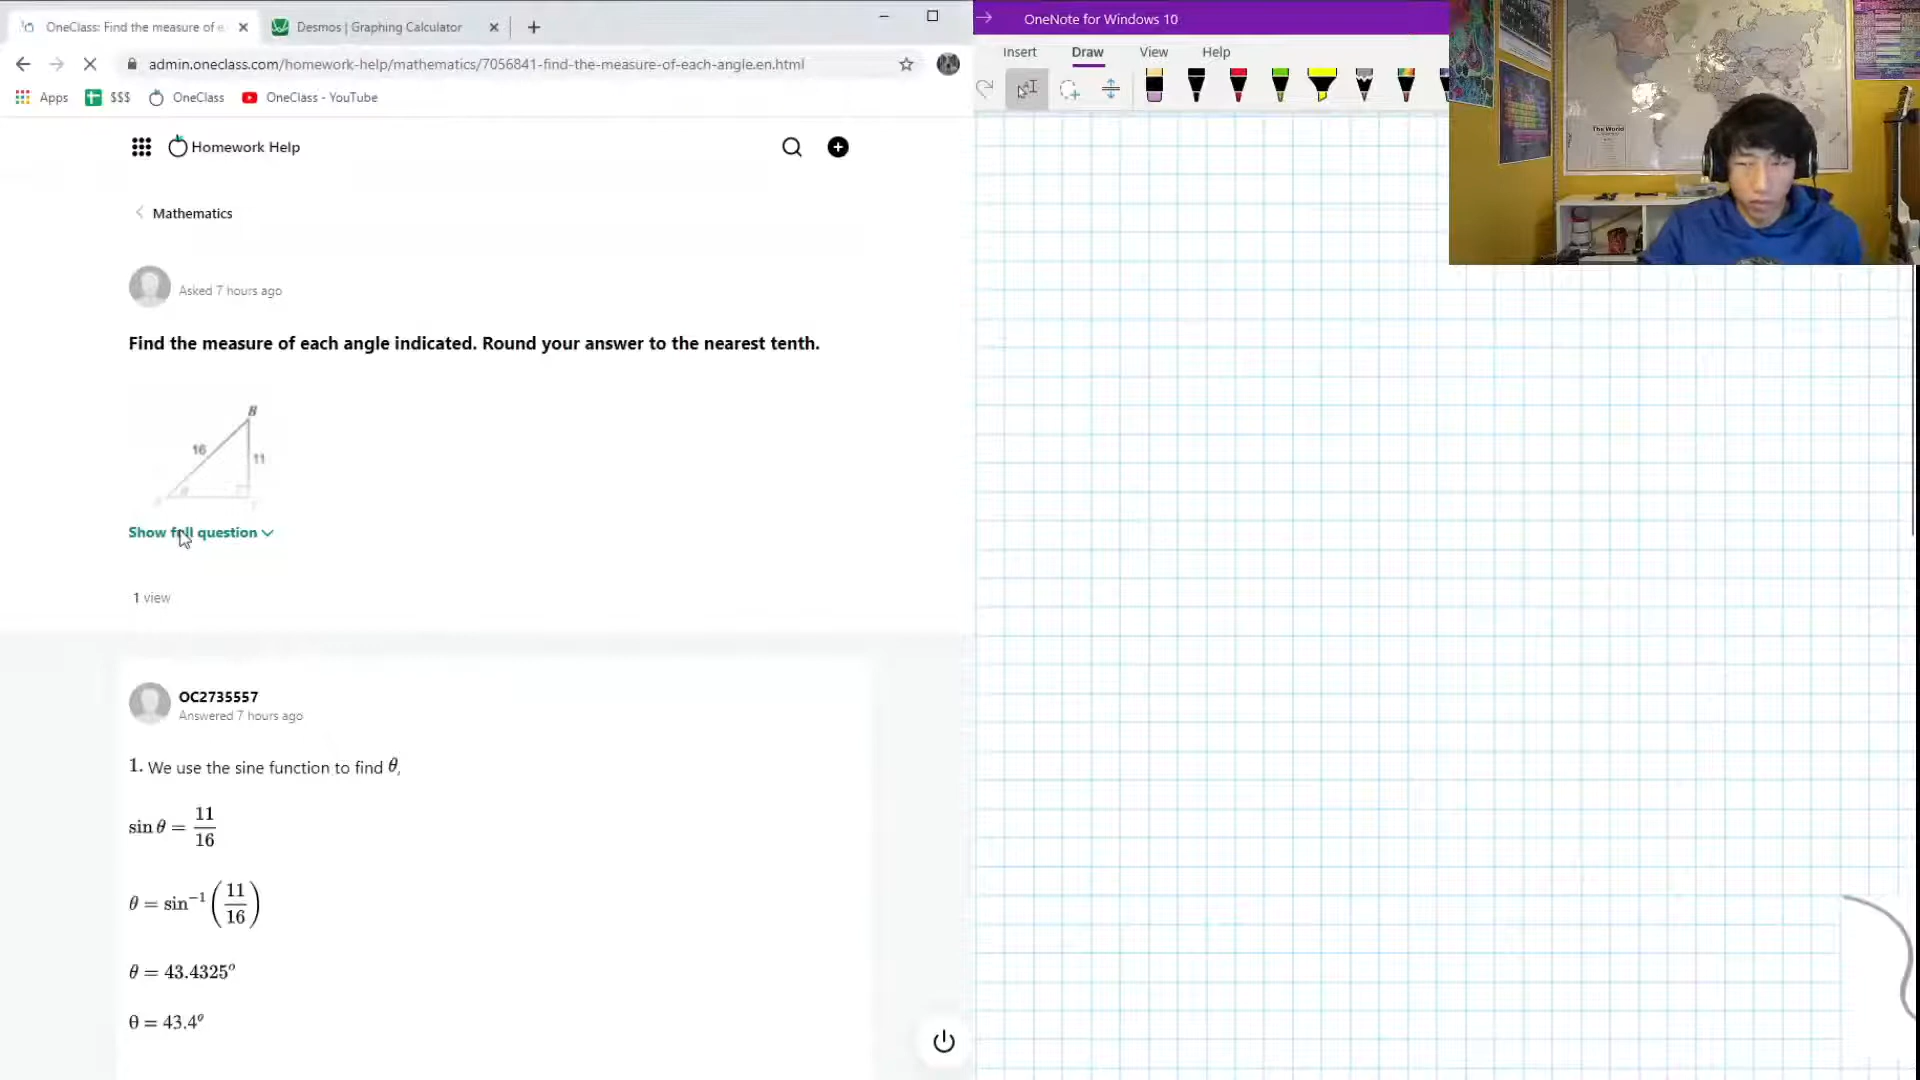 OneClass: Find the measure of e
Desmos | Graphing Calculator
admin.oneclass.com/homework-help/mathematics/7056841-find-the-measure-of-each-angle.en.html
Apps
$$$
OneClass
OneClass - YouTube
Homework Help
Mathematics
Asked 7 hours ago
Find the measure of each angle indicated. Round your answer to the nearest tenth.
B
16
11
θ
Show full question
1 view
OC2735557
Answered 7 hours ago
1. We use the sine function to find θ,
sin θ = 11/16
θ = sin⁻¹(11/16)
θ = 43.4325°
θ = 43.4°
OneNote for Windows 10
Insert
Draw
View
Help
The World